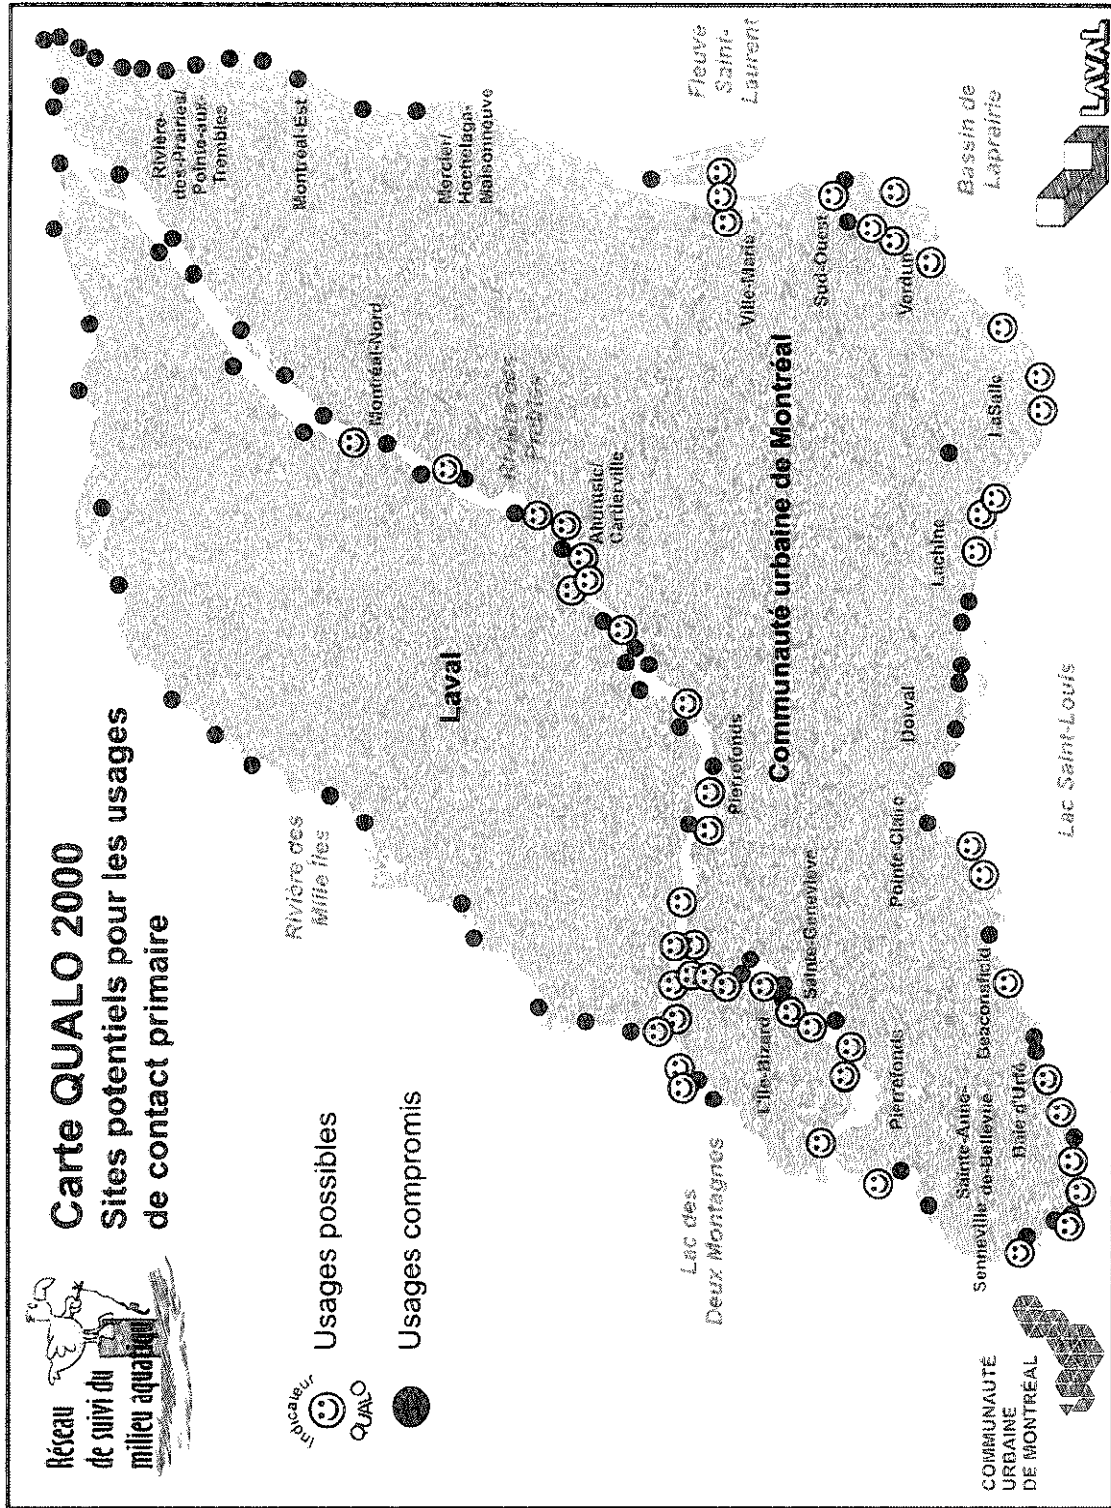 Réseau
de suivi du
milieu aquatique
Carte QUALO 2000
Sites potentiels pour les usages
de contact primaire
Indicateur
QUALO
Usages possibles
Usages compromis
Rivière des
Mille Îles
Laval
Rivière-
des-Prairies/
Pointe-aux-
Trembles
Montréal-Est
Mercier/
Hochelaga-
Maisonneuve
Montréal-Nord
Rivière des
Prairies
Ahuntsic/
Cartierville
Fleuve
Saint-
Laurent
Ville-Marie
Sud-Ouest
Verdun
Bassin de
Laprairie
Communauté urbaine de Montréal
LaSalle
Lachine
Dorval
Lac Saint-Louis
Pointe-Claire
Pierrefonds
Sainte-Geneviève
L'Île-Bizard
Pierrefonds
Beaconsfield
Baie d'Urfé
Sainte-Anne-
de-Bellevue
Senneville
Lac des
Deux Montagnes
COMMUNAUTÉ
URBAINE
DE MONTRÉAL
LAVAL